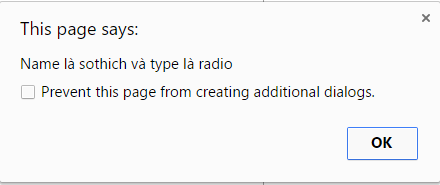 This page says:
Name là sothich và type là radio
Prevent this page from creating additional dialogs.
OK